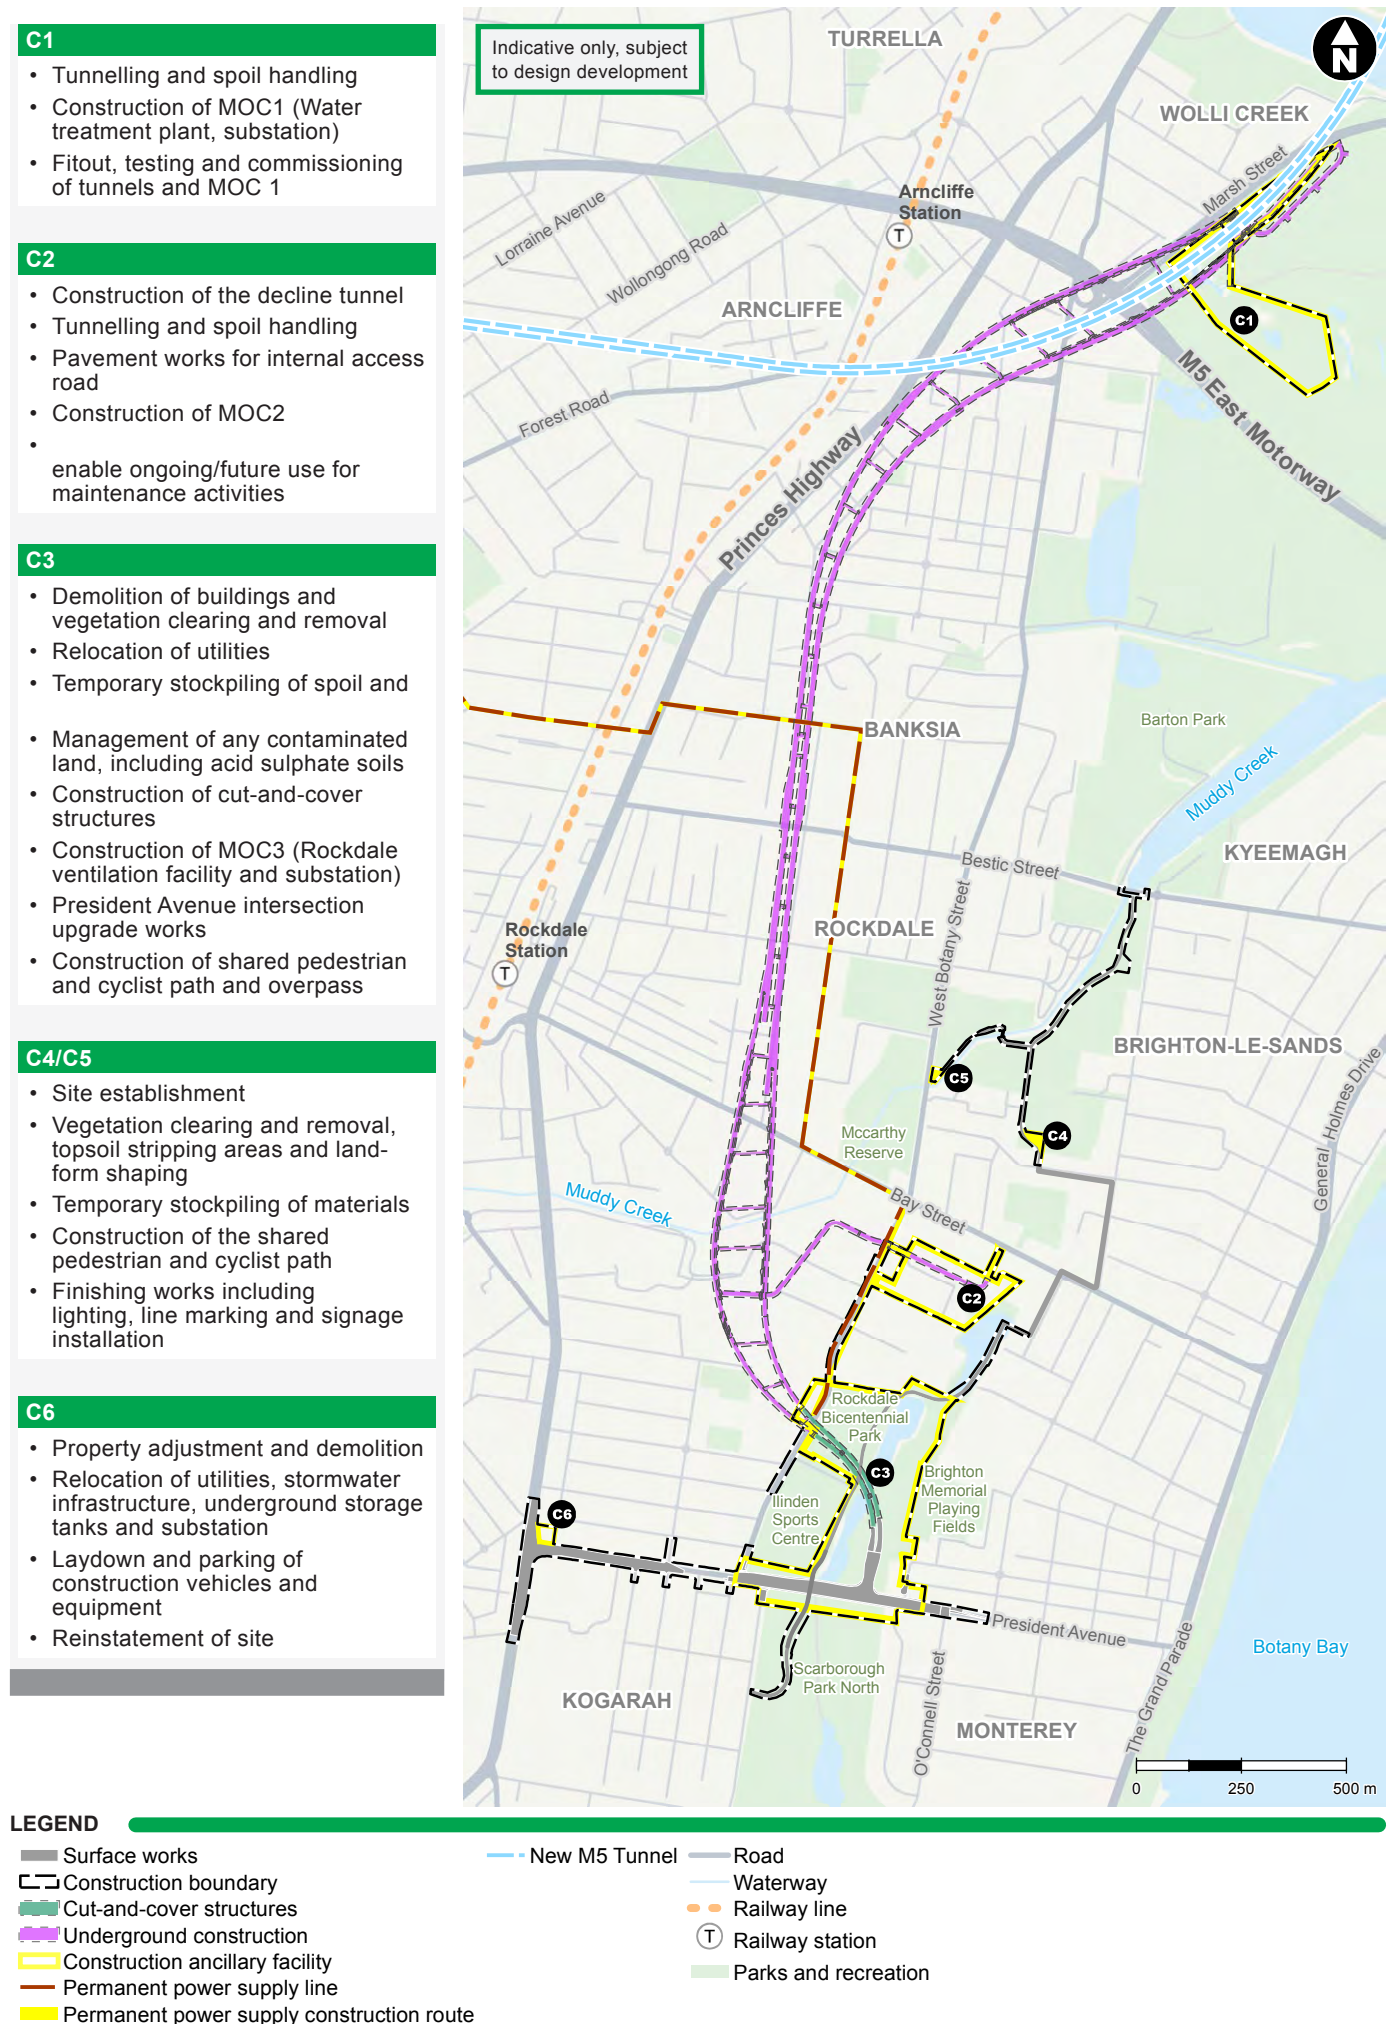 C1
• Tunnelling and spoil handling
• Construction of MOC1 (Water
treatment plant, substation)
• Fitout, testing and commissioning
of tunnels and MOC 1
C2
• Construction of the decline tunnel
• Tunnelling and spoil handling
• Pavement works for internal access
road
• Construction of MOC2
•
enable ongoing/future use for
maintenance activities
C3
• Demolition of buildings and
vegetation clearing and removal
• Relocation of utilities
• Temporary stockpiling of spoil and
• Management of any contaminated
land, including acid sulphate soils
• Construction of cut-and-cover
structures
• Construction of MOC3 (Rockdale
ventilation facility and substation)
• President Avenue intersection
upgrade works
• Construction of shared pedestrian
and cyclist path and overpass
C4/C5
• Site establishment
• Vegetation clearing and removal,
topsoil stripping areas and land-
form shaping
• Temporary stockpiling of materials
• Construction of the shared
pedestrian and cyclist path
• Finishing works including
lighting, line marking and signage
installation
C6
• Property adjustment and demolition
• Relocation of utilities, stormwater
infrastructure, underground storage
tanks and substation
• Laydown and parking of
construction vehicles and
equipment
• Reinstatement of site
Indicative only, subject
to design development
N
TURRELLA
WOLLI CREEK
Marsh Street
Arncliffe
Station
T
Lorraine Avenue
Wollongong Road
ARNCLIFFE
C1
M5 East Motorway
Forest Road
Princes Highway
BANKSIA
Barton Park
Muddy Creek
KYEEMAGH
Bestic Street
ROCKDALE
West Botany Street
Rockdale
Station
T
BRIGHTON-LE-SANDS
General Holmes Drive
C5
C4
Mccarthy
Reserve
Muddy Creek
Bay Street
C2
Rockdale
Bicentennial
Park
C3
Brighton
Memorial
Playing
Fields
Ilinden
Sports
Centre
C6
President Avenue
Botany Bay
Scarborough
Park North
O'Connell Street
The Grand Parade
KOGARAH
MONTEREY
0 250 500 m
LEGEND
Surface works
Construction boundary
Cut-and-cover structures
Underground construction
Construction ancillary facility
Permanent power supply line
Permanent power supply construction route
New M5 Tunnel
Road
Waterway
Railway line
T Railway station
Parks and recreation